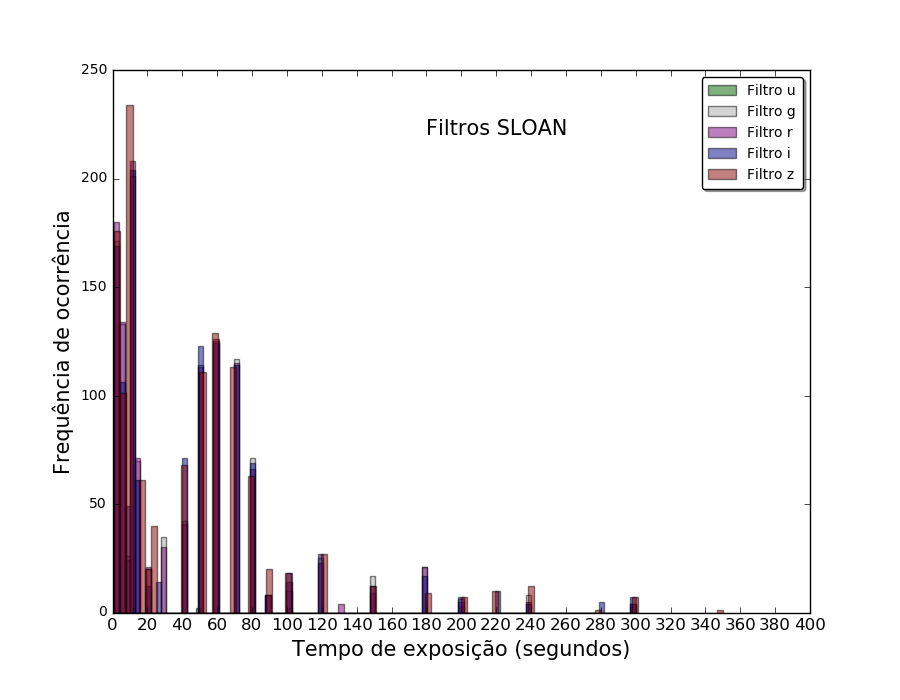 Filtros SLOAN
Filtro u
Filtro g
Filtro r
Filtro i
Filtro z
Frequência de ocorrência
250
200
150
100
50
0
0 20 40 60 80 100 120 140 160 180 200 220 240 260 280 300 320 340 360 380 400
Tempo de exposição (segundos)